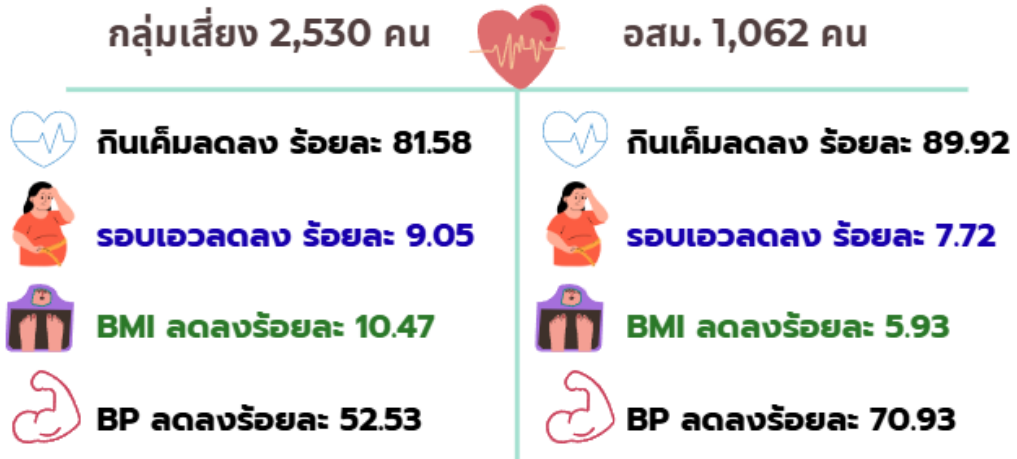 กลุ่มเสี่ยง 2,530 คน
กินเค็มลดลง ร้อยละ 81.58
รอบเอวลดลง ร้อยละ 9.05
BMI ลดลงร้อยละ 10.47
BP ลดลงร้อยละ 52.53
อสม. 1,062 คน
กินเค็มลดลง ร้อยละ 89.92
รอบเอวลดลง ร้อยละ 7.72
BMI ลดลงร้อยละ 5.93
BP ลดลงร้อยละ 70.93